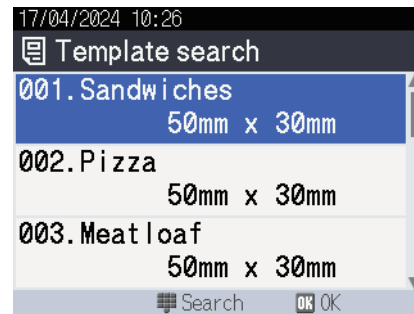 17/04/2024 10:26
Template search
001.Sandwiches
50mm x 30mm
002.Pizza
50mm x 30mm
003.Meatloaf
50mm x 30mm
Search OK OK